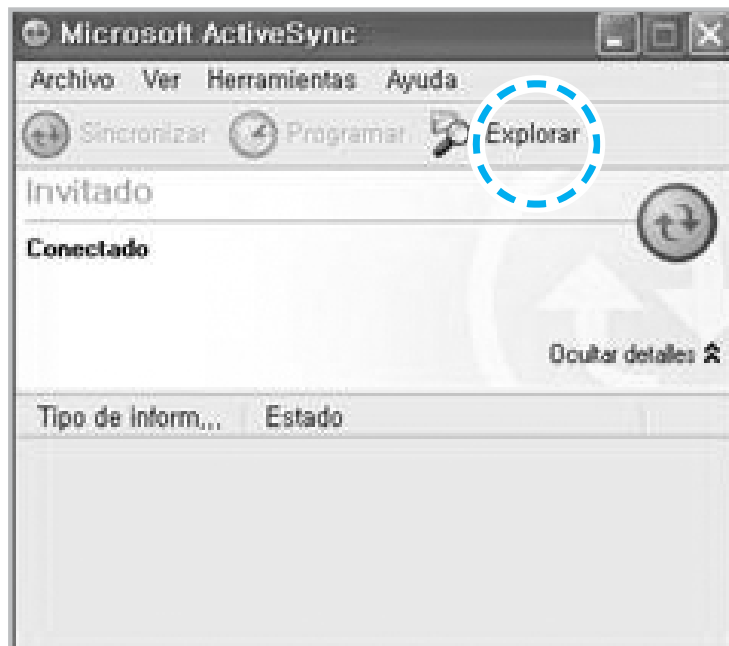 Microsoft ActiveSync
Archivo Ver Herramientas Ayuda
Sincronizar Programar Explorar
Invitado
Conectado
Ocultar detalles
Tipo de inform... Estado